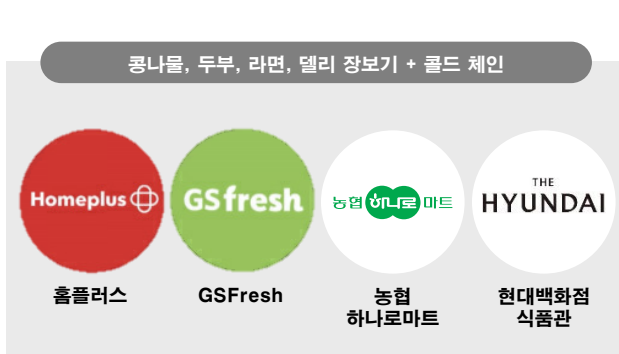 콩나물, 두부, 라면, 델리 장보기 + 콜드 체인
Homeplus
GSfresh
농협 하나로 마트
THE
HYUNDAI
홈플러스
GSFresh
농협
하나로마트
현대백화점
식품관